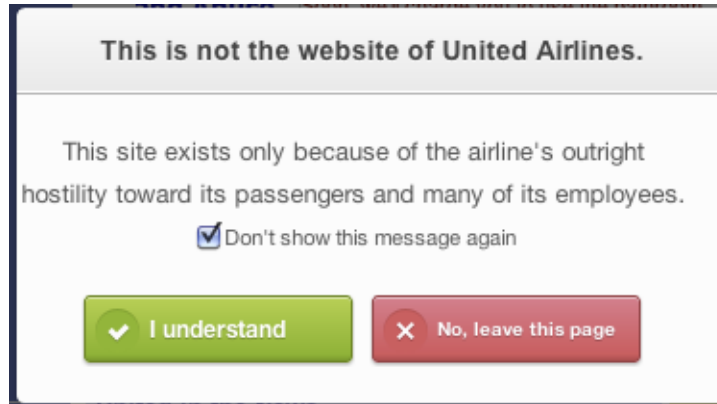 This is not the website of United Airlines.
This site exists only because of the airline's outright
hostility toward its passengers and many of its employees.
Don't show this message again
I understand
No, leave this page